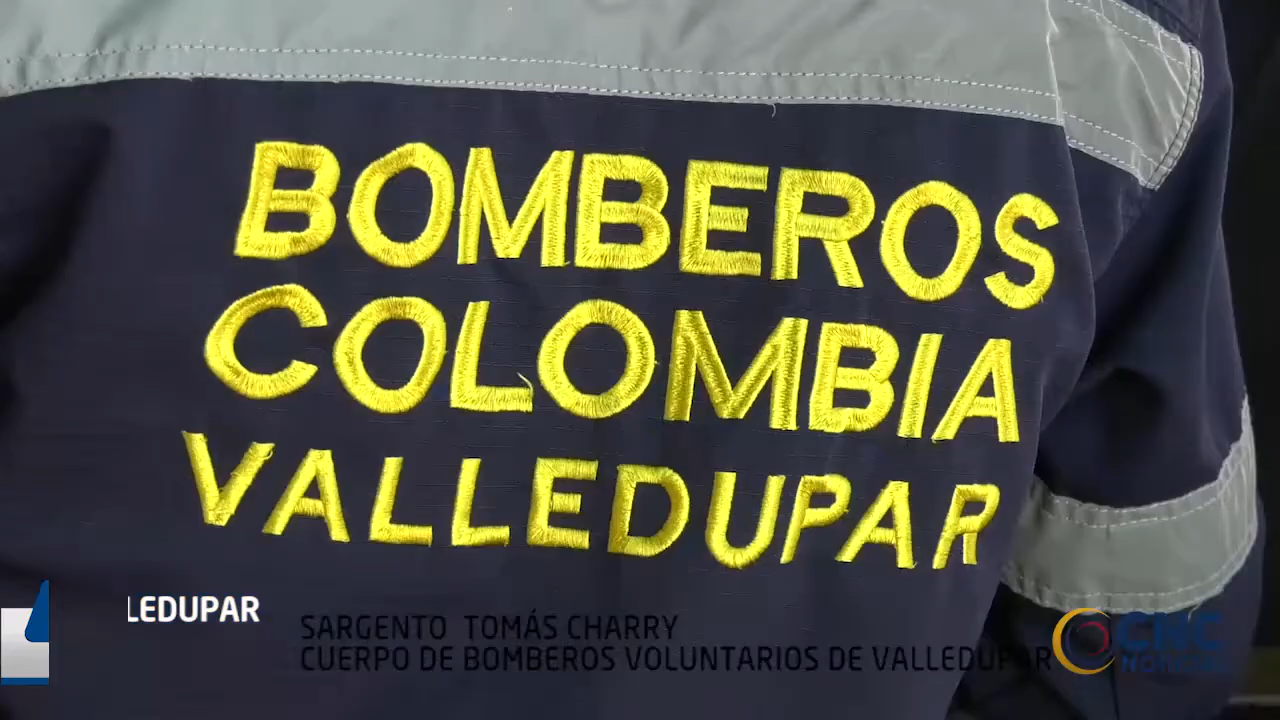 BOMBEROS
COLOMBIA
VALLEDUPAR
LEDUPAR
SARGENTO TOMÁS CHARRY
CUERPO DE BOMBEROS VOLUNTARIOS DE VALLEDUPAR
CNC